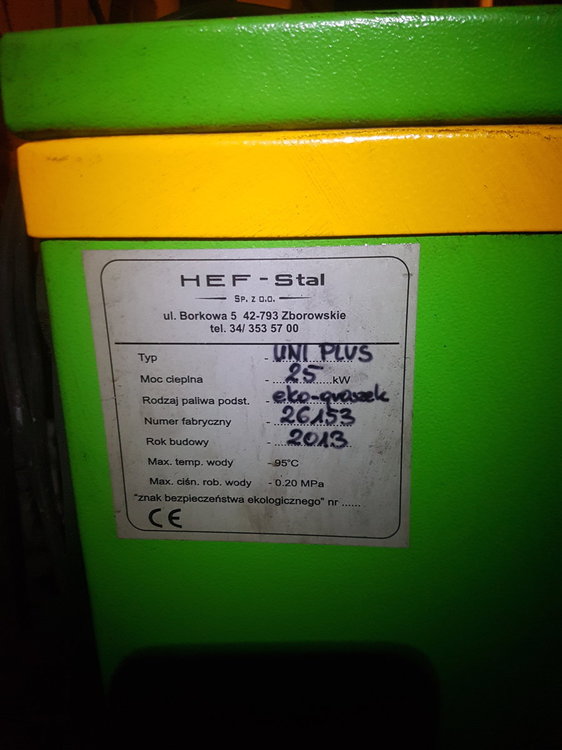 HEF-Stal
Sp. z o.o.
ul. Borkowa 5 42-793 Zborowskie
tel. 34/ 353 57 00
Typ - UNI PLUS
Moc cieplna - 25 kW
Rodzaj paliwa podst. - eko-groszek
Numer fabryczny - 26153
Rok budowy - 2013
Max. temp. wody - 95°C
Max. ciśn. rob. wody - 0.20 MPa
"znak bezpieczeństwa ekologicznego" nr ......
CE